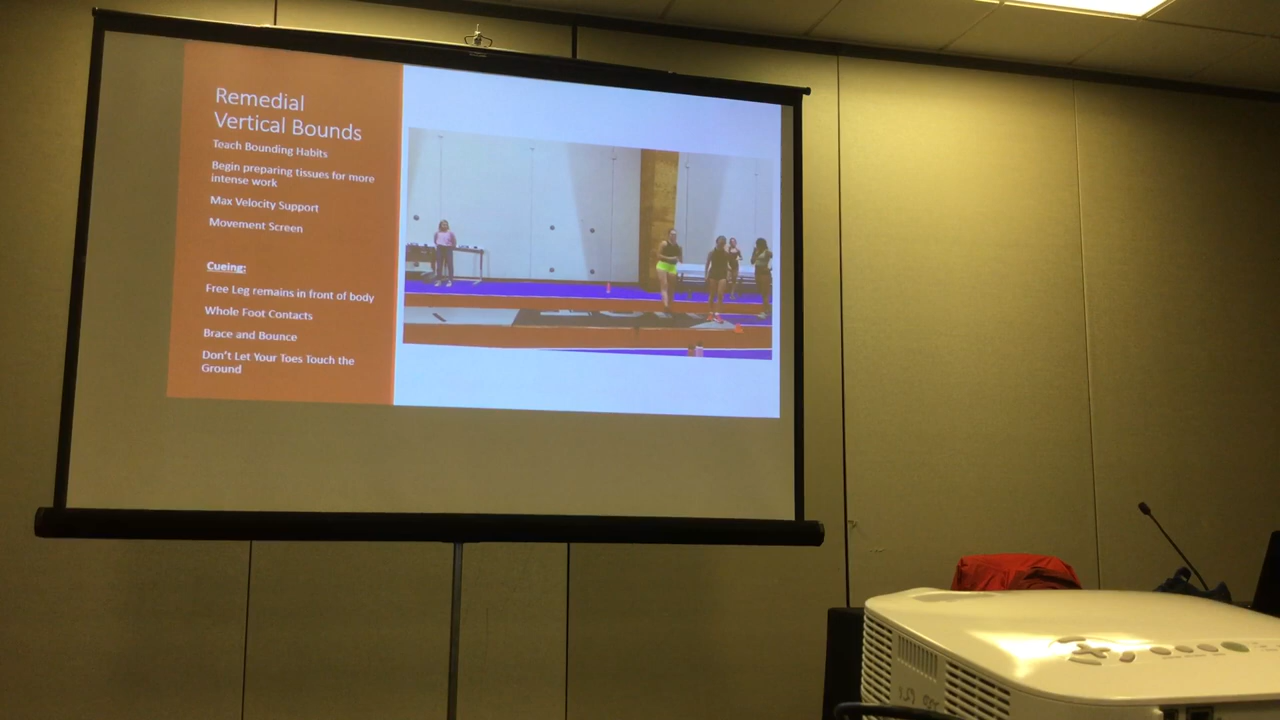 Remedial
Vertical Bounds
Teach Bounding Habits
Begin preparing tissues for more
intense work
Max Velocity Support
Movement Screen
Cueing:
Free Leg remains in front of body
Whole Foot Contacts
Brace and Bounce
Don't Let Your Toes Touch the
Ground